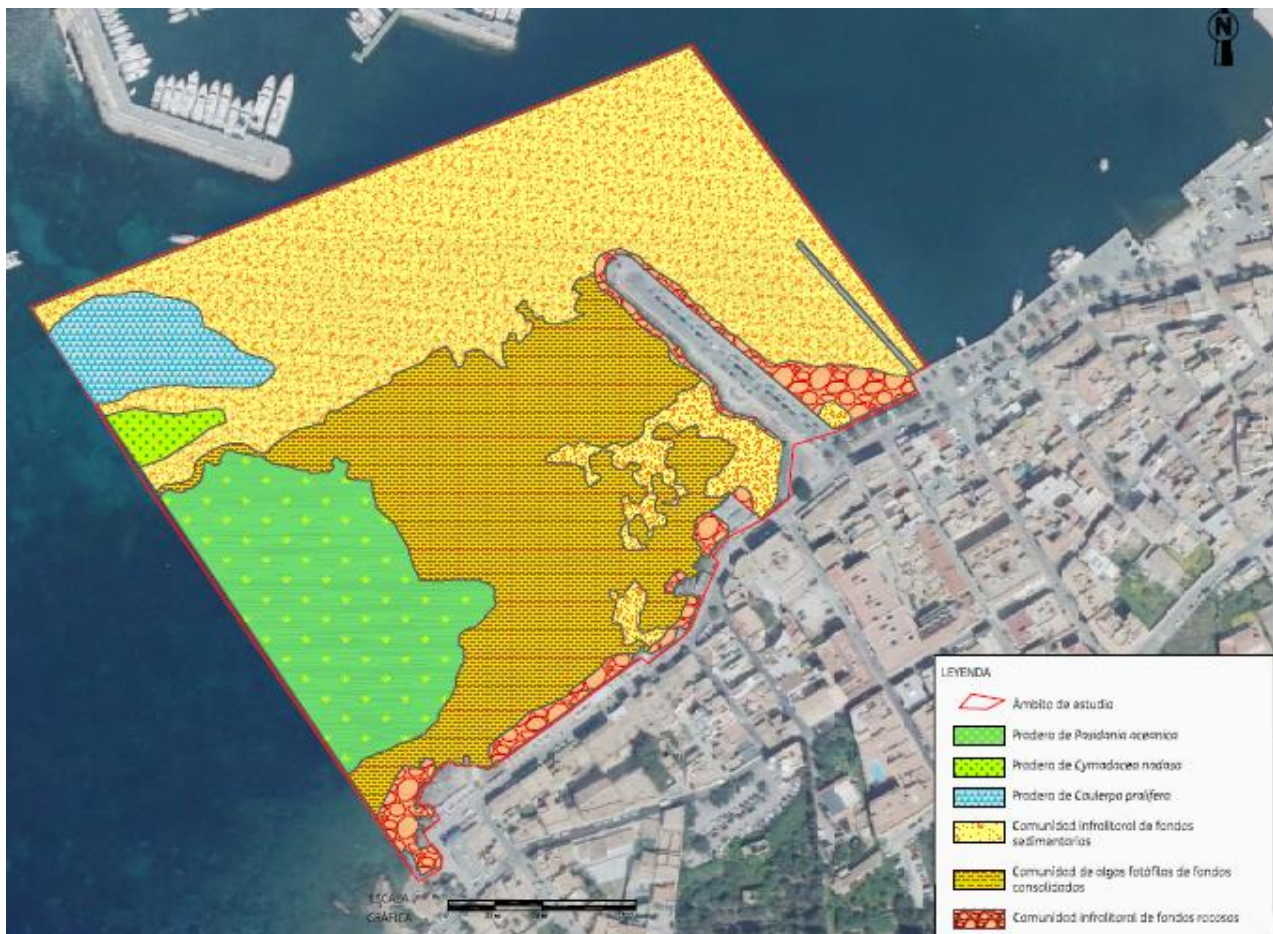 N
LEYENDA
Ámbito de estudio
Pradera de Posidonia oceanica
Pradera de Cymodocea nodosa
Pradera de Caulerpa prolifera
Comunidad infralitoral de fondos
sedimentarios
Comunidad de algas fotófilas de fondos
consolidados
Comunidad infralitoral de fondos rocosos
ESCALA
GRÁFICA